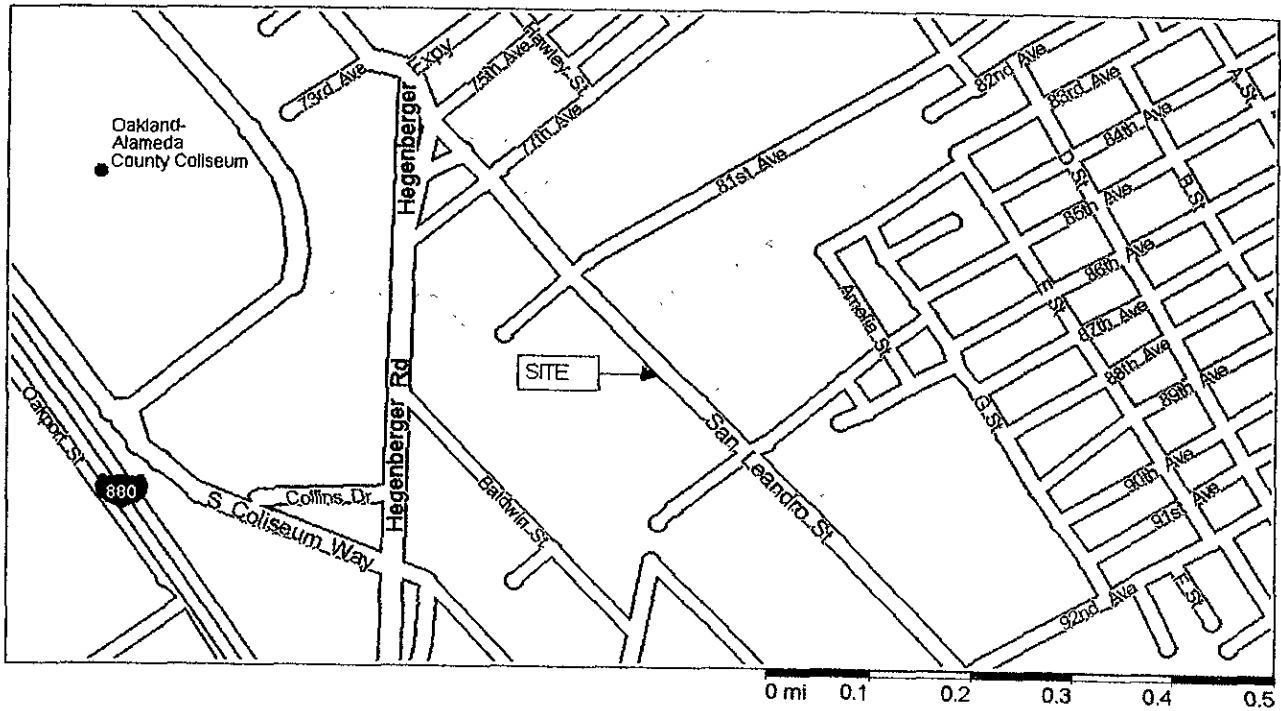 73rd Ave
Expy
75th Ave
Hawley St
77th Ave
Hegenberger
Oakland-
Alameda
County Coliseum
81st Ave
82nd Ave
83rd Ave
84th Ave
A St
B St
D St
85th Ave
86th Ave
E St
87th Ave
88th Ave
89th Ave
Amelia St
G St
SITE
Hegenberger Rd
Oakport St
880
Collins Dr
Hegenberger
S Coliseum Way
Baldwin St
San Leandro St
90th Ave
91st Ave
E St
92nd Ave
0 mi 0.1 0.2 0.3 0.4 0.5